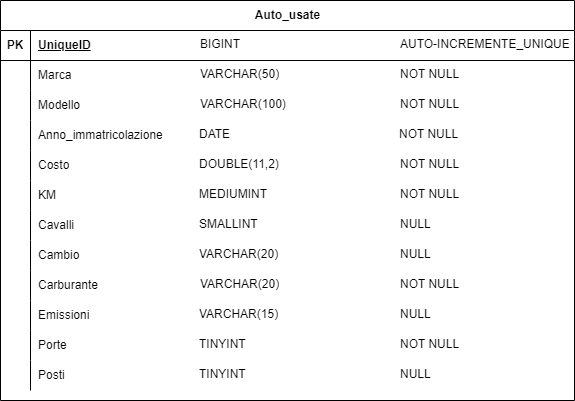 Auto_usate
PK UniqueID BIGINT AUTO-INCREMENTE_UNIQUE
Marca VARCHAR(50) NOT NULL
Modello VARCHAR(100) NOT NULL
Anno_immatricolazione DATE NOT NULL
Costo DOUBLE(11,2) NOT NULL
KM MEDIUMINT NOT NULL
Cavalli SMALLINT NULL
Cambio VARCHAR(20) NULL
Carburante VARCHAR(20) NOT NULL
Emissioni VARCHAR(15) NULL
Porte TINYINT NOT NULL
Posti TINYINT NULL